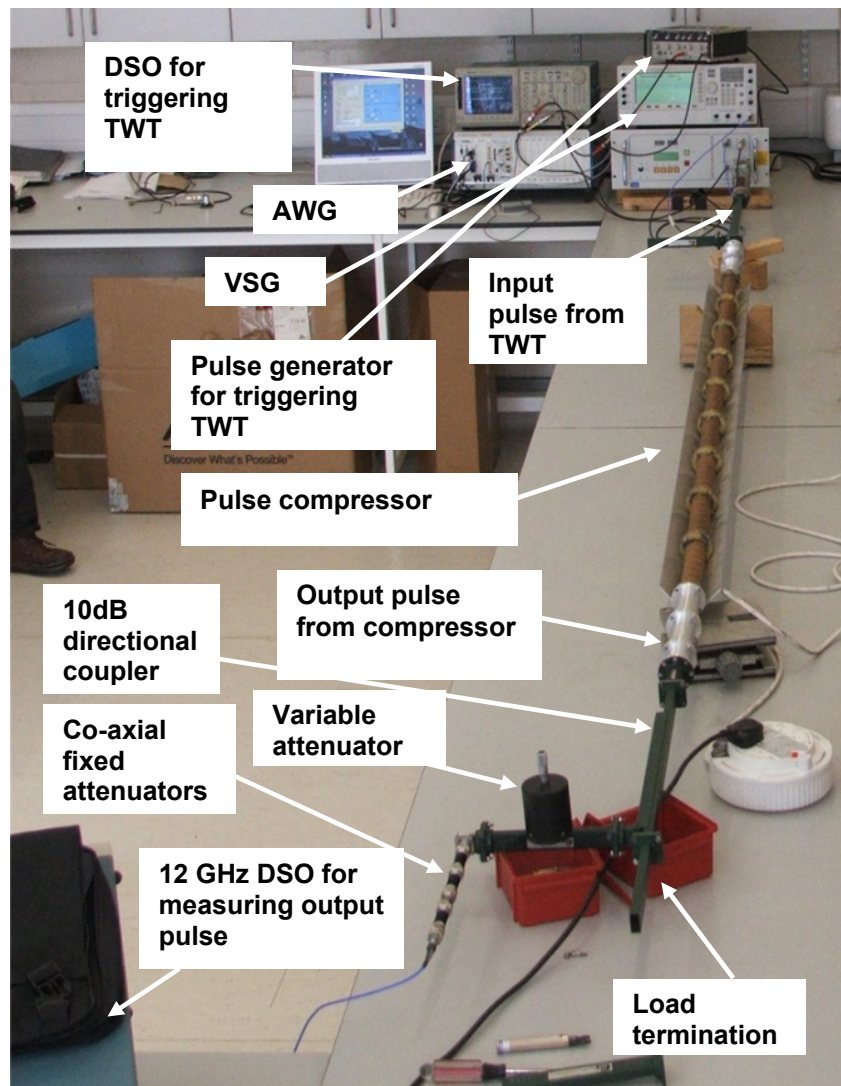 DSO for
triggering
TWT
AWG
VSG
Input
pulse from
TWT
Pulse generator
for triggering
TWT
Discover What's Possible™
Pulse compressor
10dB
directional
coupler
Output pulse
from compressor
Co-axial
fixed
attenuators
Variable
attenuator
12 GHz DSO for
measuring output
pulse
Load
termination